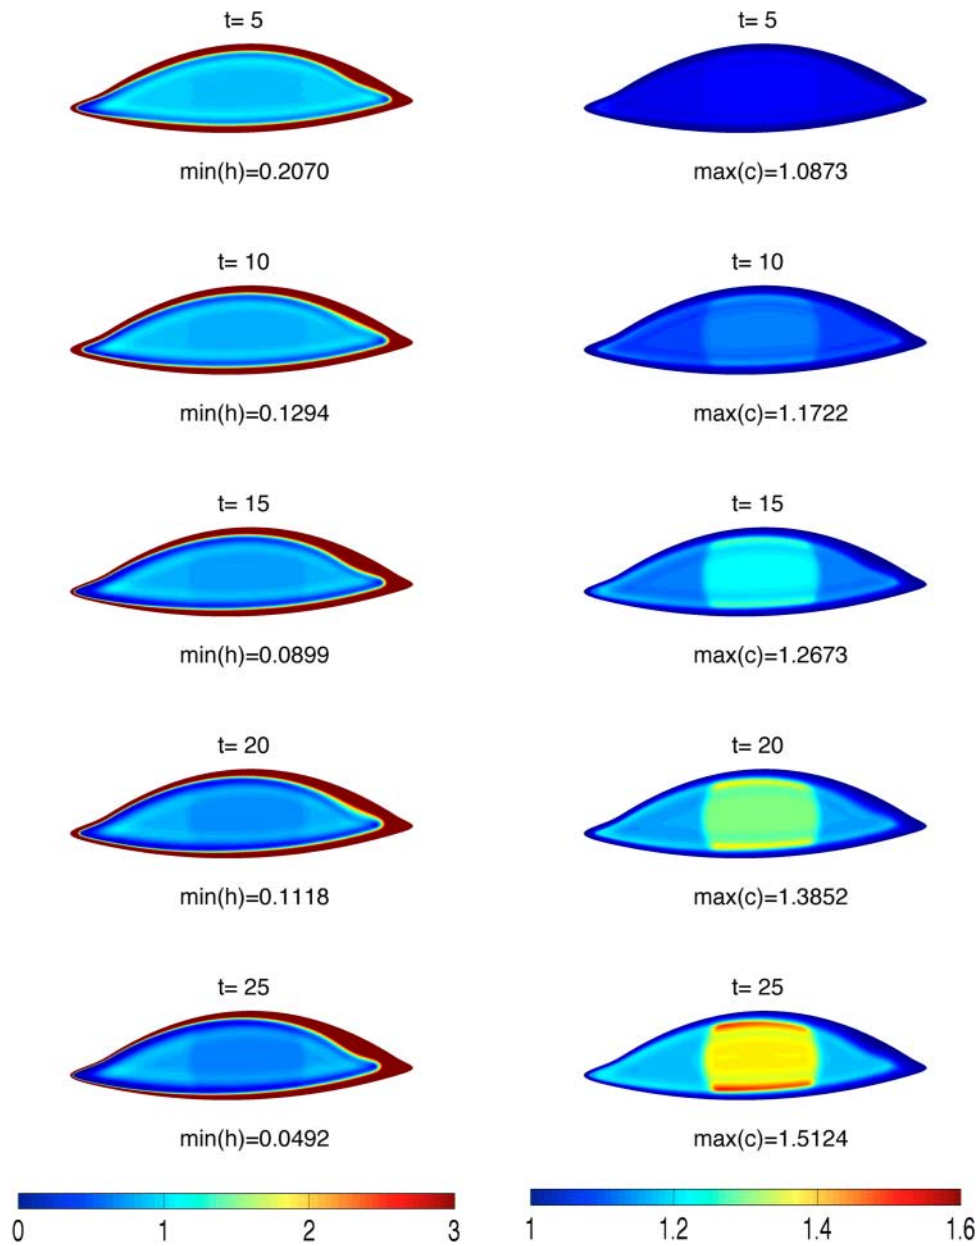 t= 5 t= 5
min(h)=0.2070 max(c)=1.0873
t= 10 t= 10
min(h)=0.1294 max(c)=1.1722
t= 15 t= 15
min(h)=0.0899 max(c)=1.2673
t= 20 t= 20
min(h)=0.1118 max(c)=1.3852
t= 25 t= 25
min(h)=0.0492 max(c)=1.5124
0 1 2 3 1 1.2 1.4 1.6